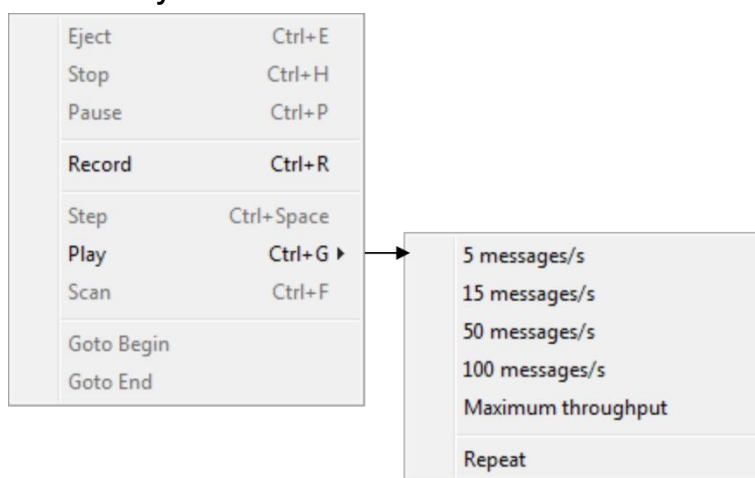 Eject Ctrl+E
Stop Ctrl+H
Pause Ctrl+P
Record Ctrl+R
Step Ctrl+Space
Play Ctrl+G
Scan Ctrl+F
Goto Begin
Goto End
5 messages/s
15 messages/s
50 messages/s
100 messages/s
Maximum throughput
Repeat